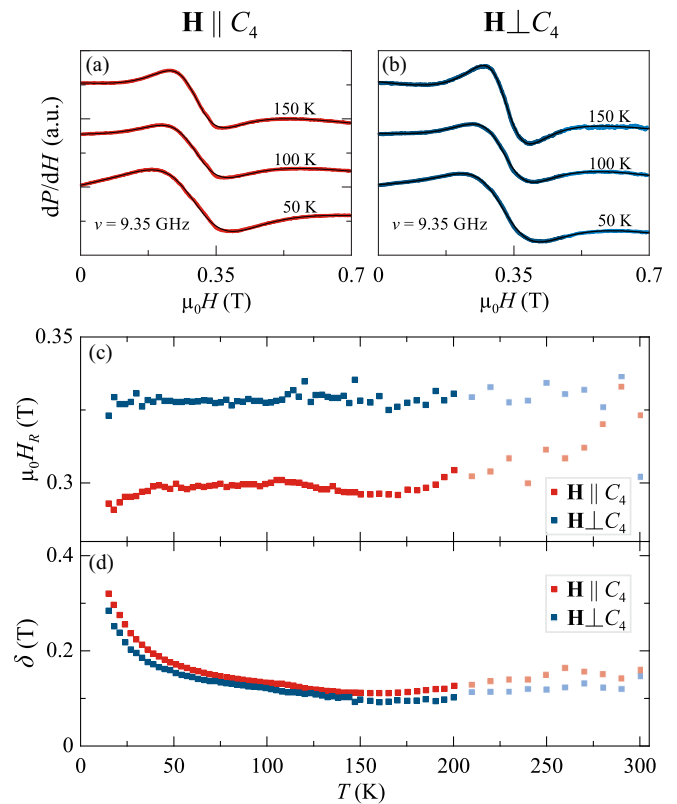 H ∥ C₄
H⊥C₄
(a)
150 K
100 K
50 K
ν = 9.35 GHz
dP/dH (a.u.)
0
0.35
0.7
μ₀H (T)
(b)
150 K
100 K
50 K
ν = 9.35 GHz
0
0.35
0.7
μ₀H (T)
(c)
0.35
0.3
μ₀H_R (T)
H ∥ C₄
H⊥C₄
(d)
0.4
0.2
0
δ (T)
H ∥ C₄
H⊥C₄
0
50
100
150
200
250
300
T (K)